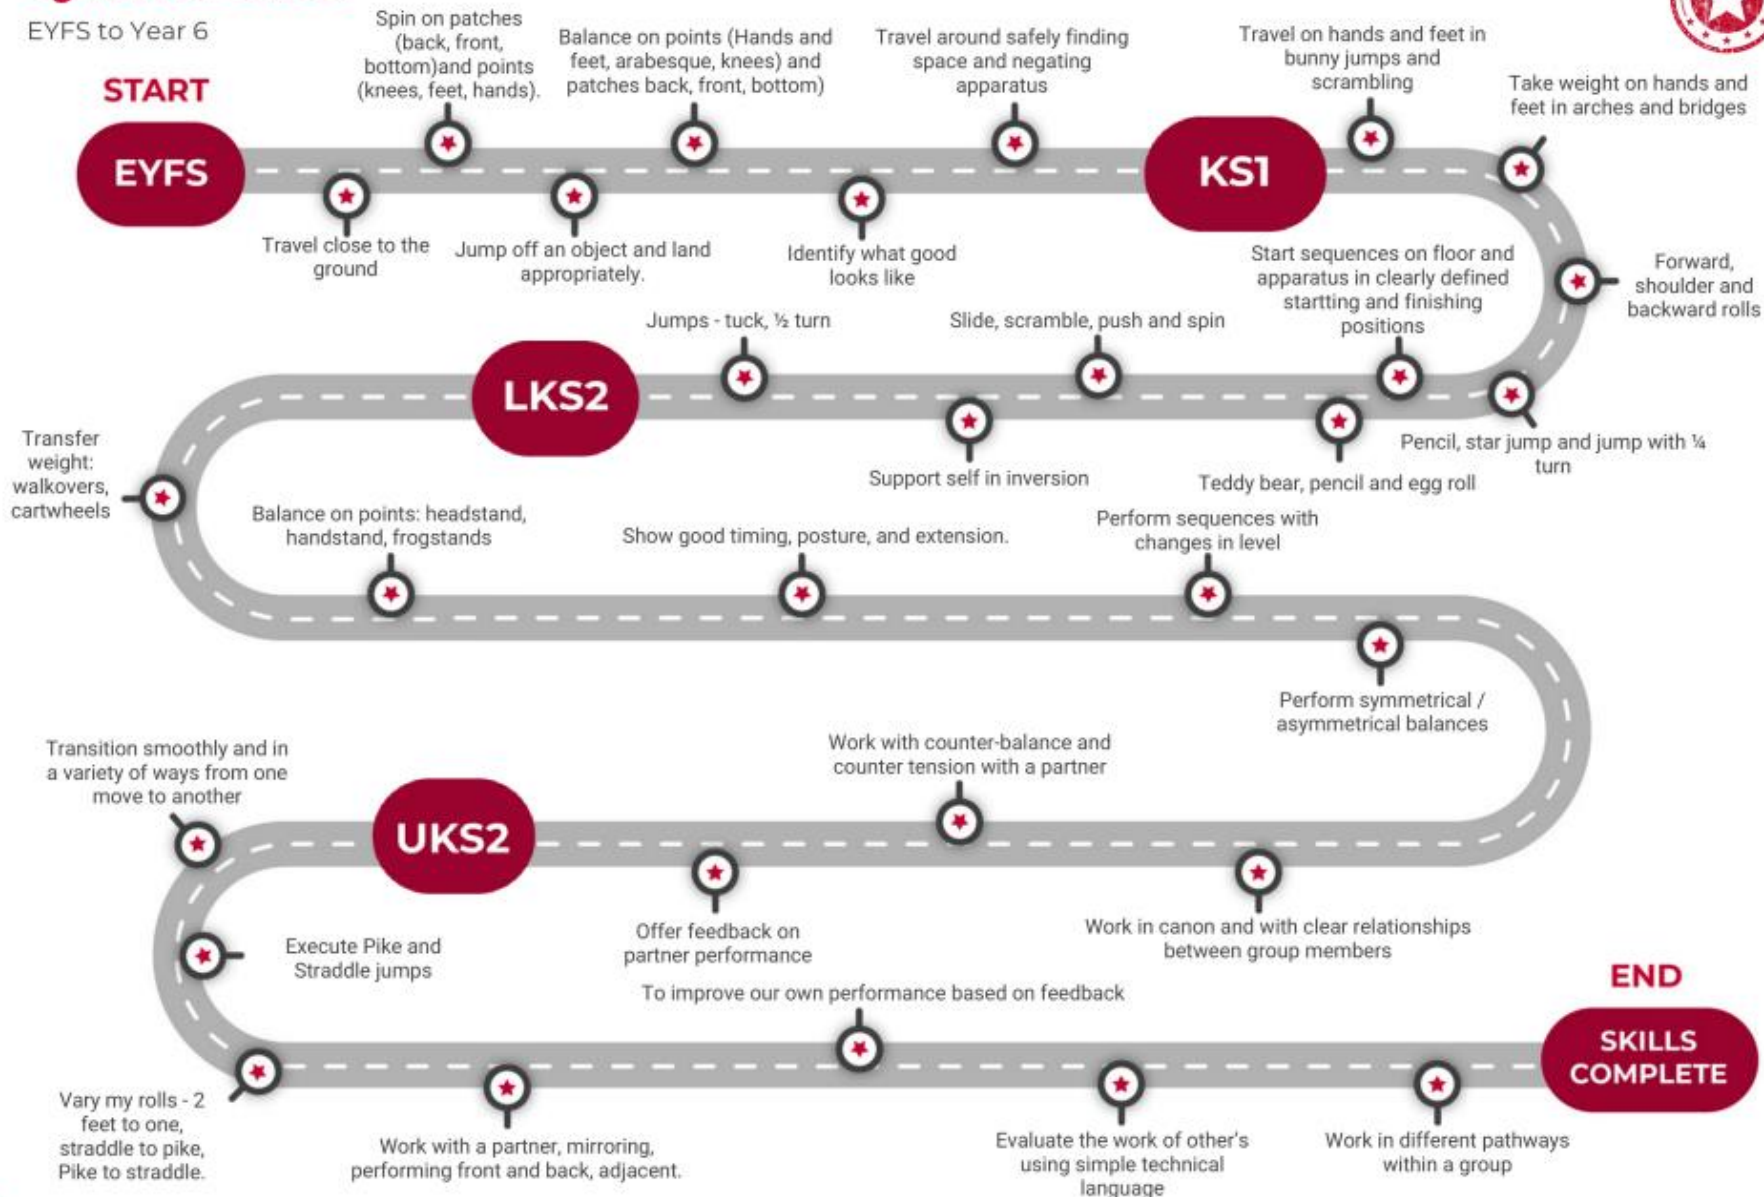 EYFS to Year 6
START
EYFS
Travel close to the
ground
Spin on patches
(back, front,
bottom)and points
(knees, feet, hands).
Jump off an object and land
appropriately.
Balance on points (Hands and
feet, arabesque, knees) and
patches back, front, bottom)
Identify what good
looks like
Travel around safely finding
space and negating
apparatus
KS1
Travel on hands and feet in
bunny jumps and
scrambling
Take weight on hands and
feet in arches and bridges
Forward,
shoulder and
backward rolls
Pencil, star jump and jump with ¼
turn
Start sequences on floor and
apparatus in clearly defined
startting and finishing
positions
Teddy bear, pencil and egg roll
Slide, scramble, push and spin
Support self in inversion
Jumps - tuck, ½ turn
LKS2
Transfer
weight:
walkovers,
cartwheels
Balance on points: headstand,
handstand, frogstands
Show good timing, posture, and extension.
Perform sequences with
changes in level
Perform symmetrical /
asymmetrical balances
Work in canon and with clear relationships
between group members
Work with counter-balance and
counter tension with a partner
Offer feedback on
partner performance
UKS2
Transition smoothly and in
a variety of ways from one
move to another
Execute Pike and
Straddle jumps
Vary my rolls - 2
feet to one,
straddle to pike,
Pike to straddle.
Work with a partner, mirroring,
performing front and back, adjacent.
To improve our own performance based on feedback
Evaluate the work of other's
using simple technical
language
Work in different pathways
within a group
END
SKILLS
COMPLETE